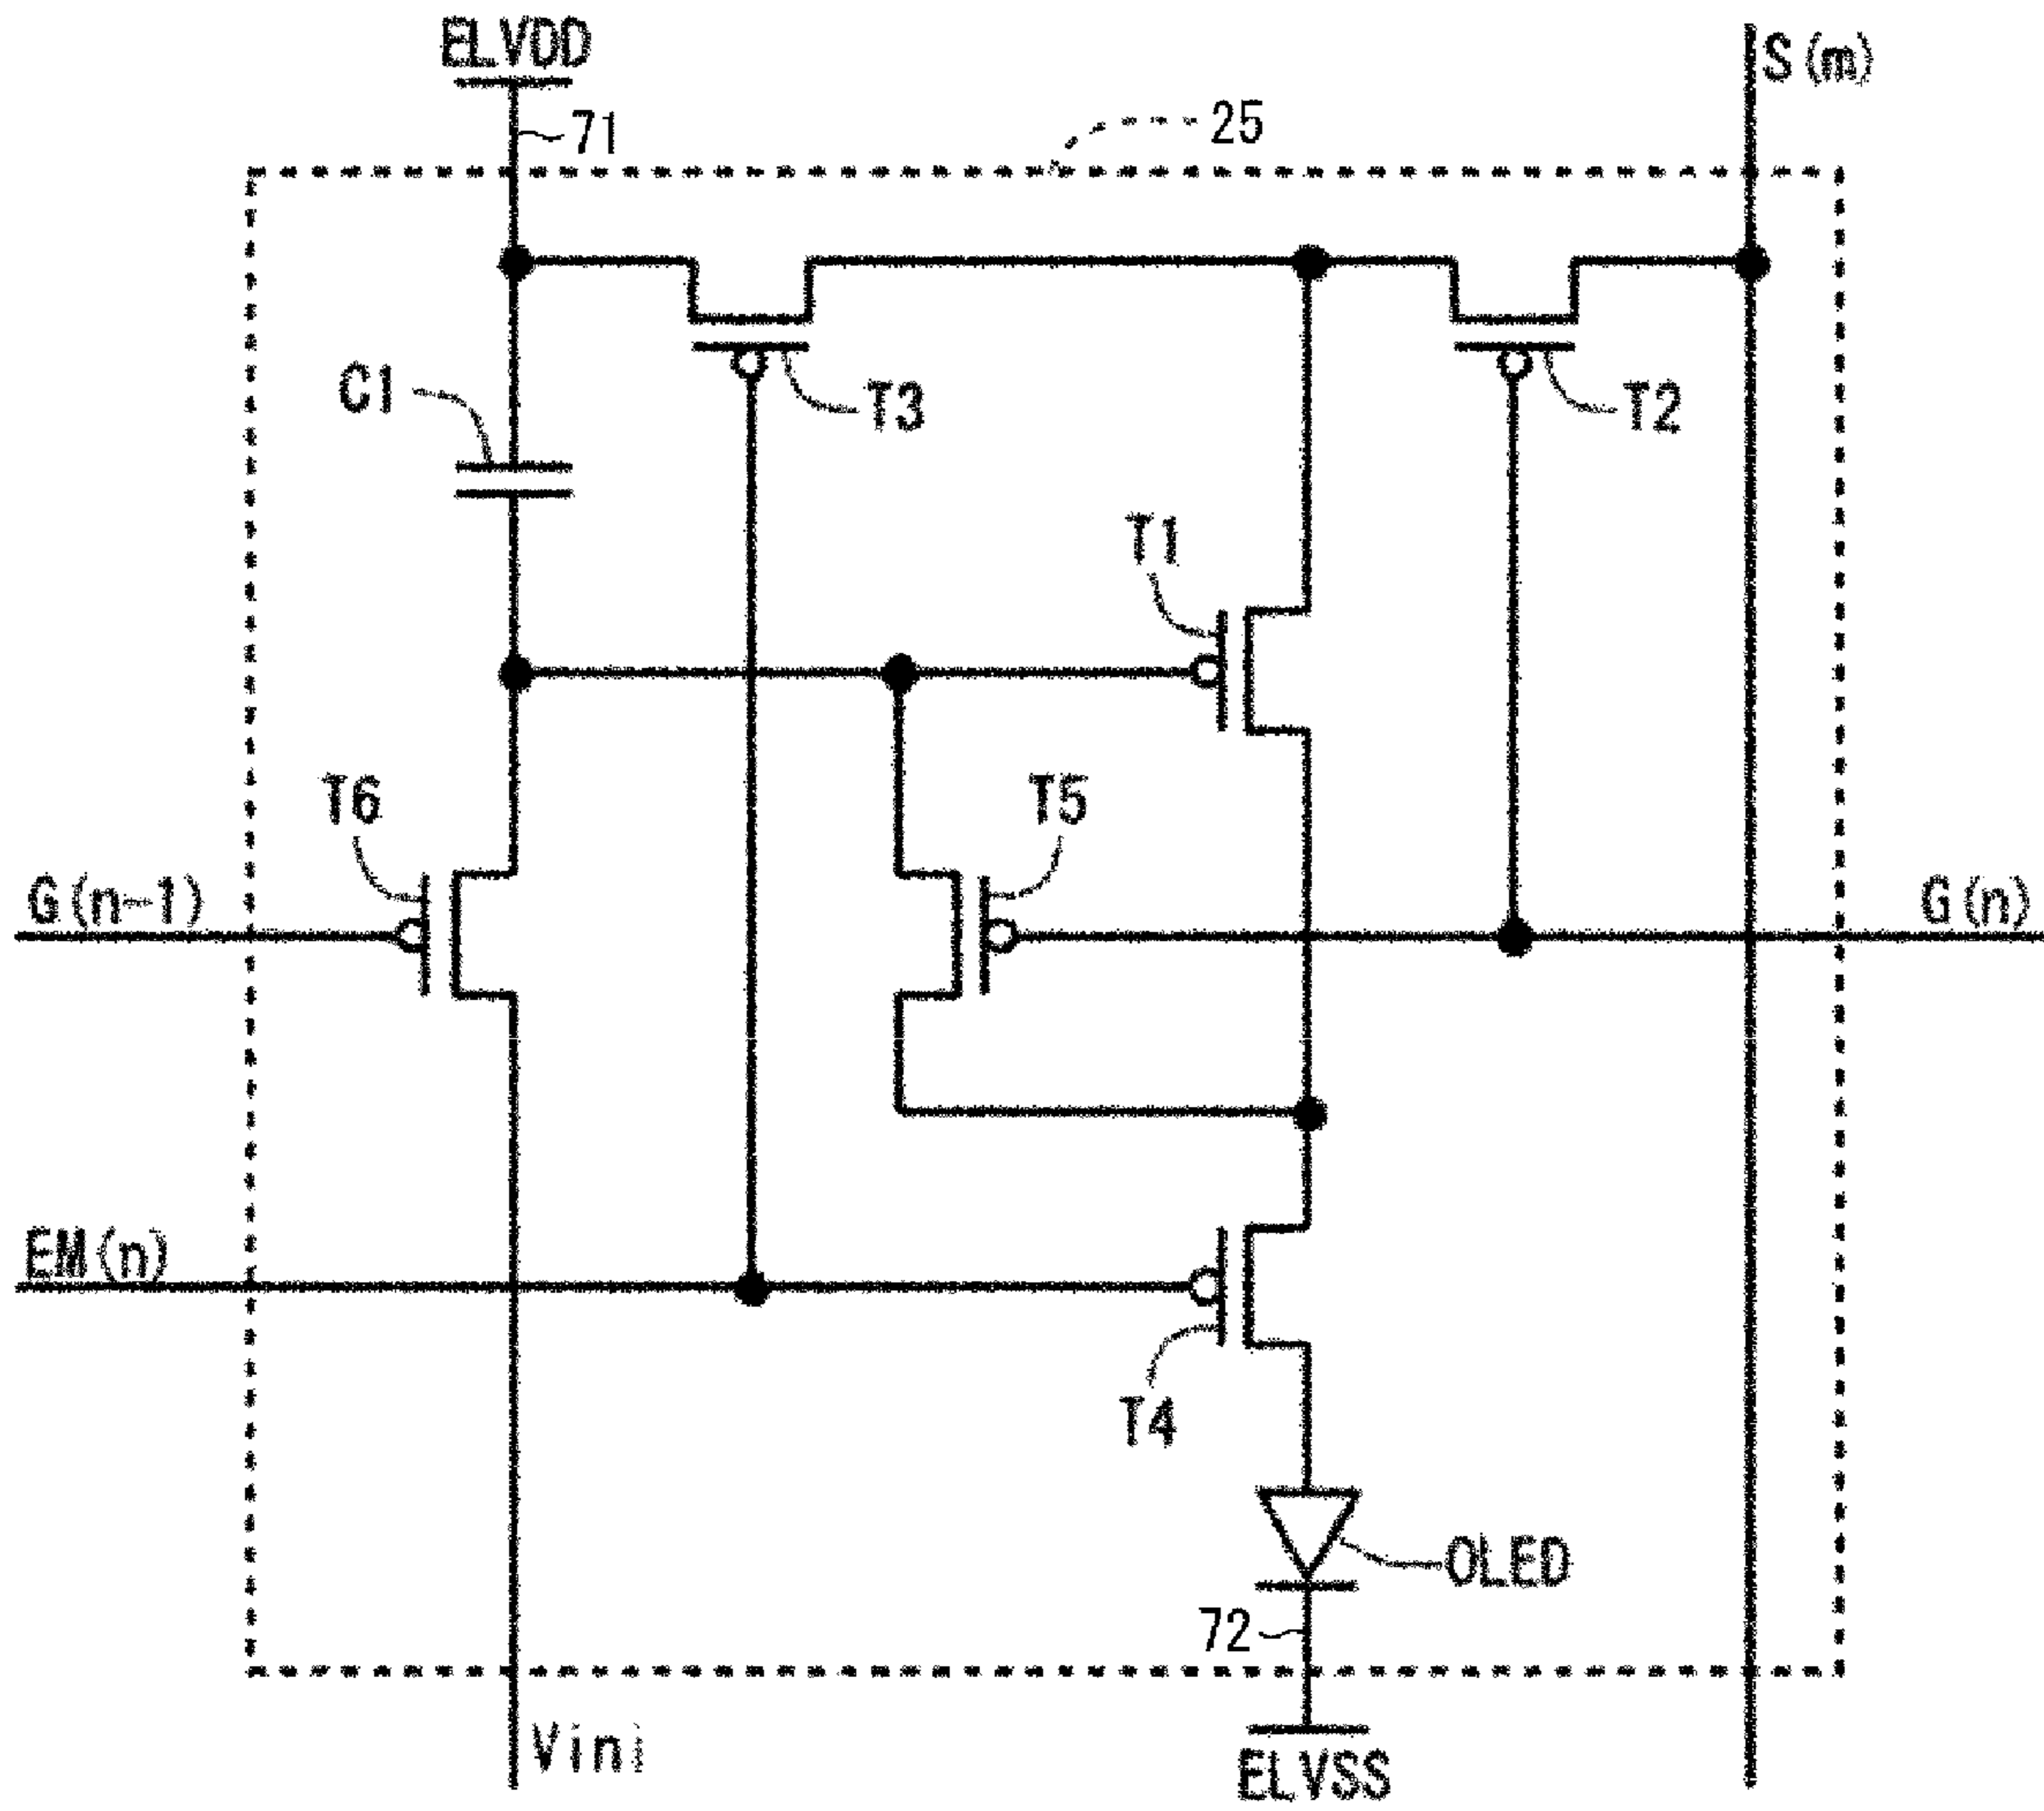 ELVDD
S(m)
71
25
C1
T3
T2
T1
T6
T5
G(n-1)
G(n)
EM(n)
T4
OLED
72
Vini
ELVSS